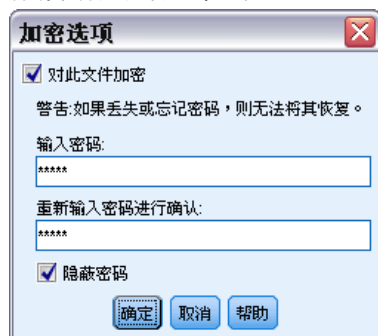 加密选项
对此文件加密
警告:如果丢失或忘记密码，则无法将其恢复。
输入密码:
*****
重新输入密码进行确认:
*****
隐蔽密码
确定 取消 帮助